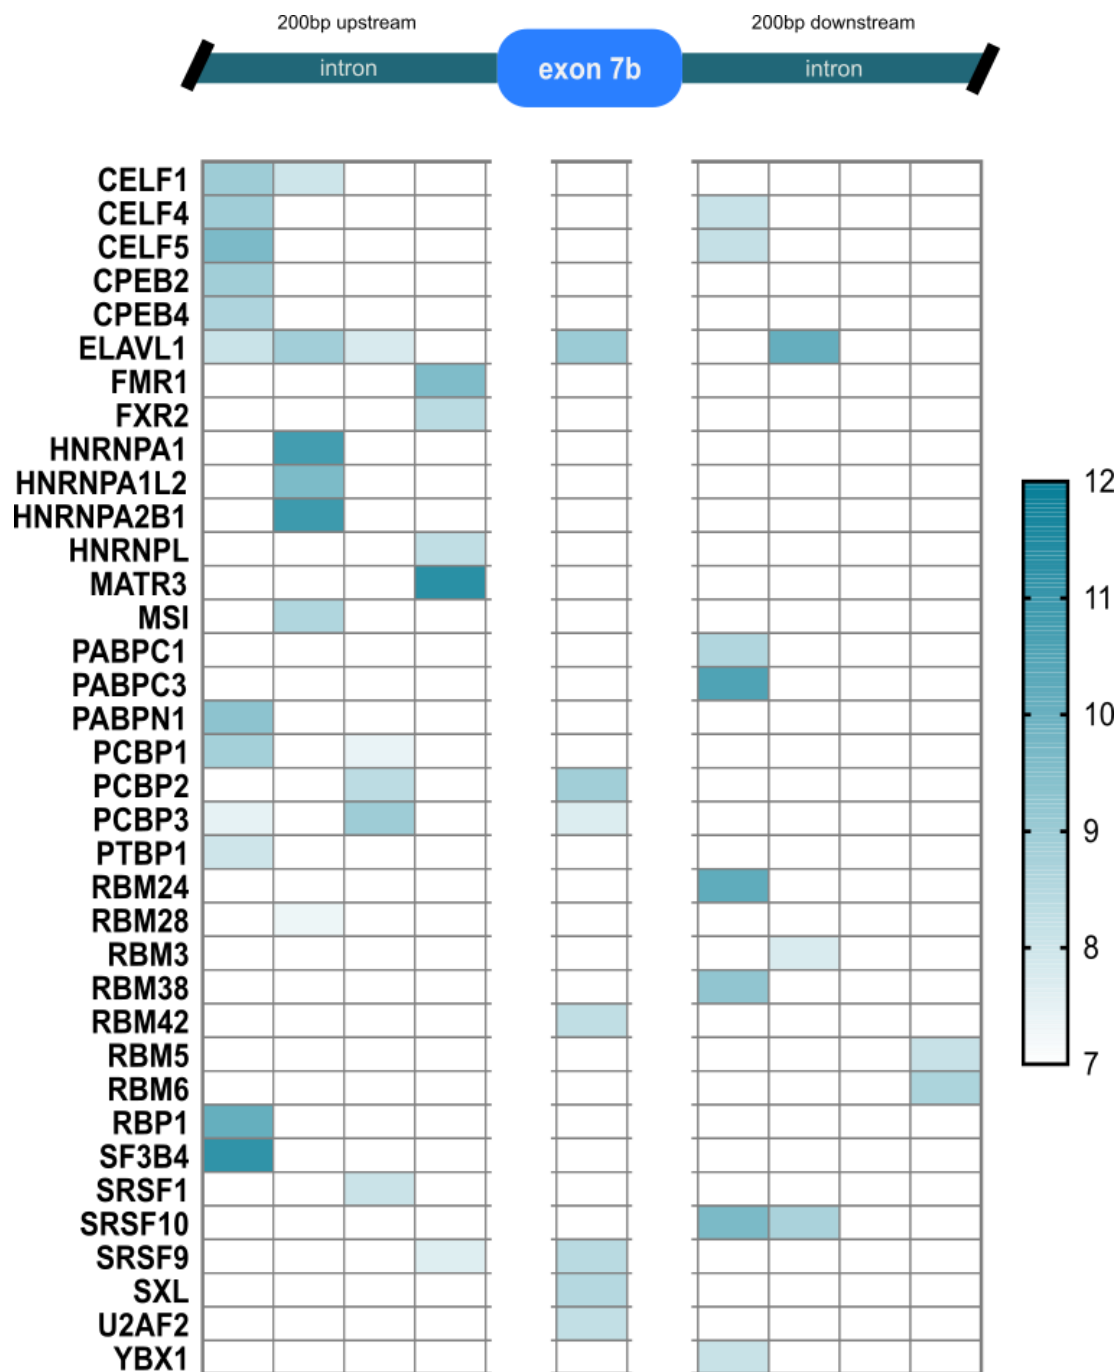 200bp upstream
200bp downstream
intron
exon 7b
intron
CELF1
CELF4
CELF5
CPEB2
CPEB4
ELAVL1
FMR1
FXR2
HNRNPA1
HNRNPA1L2
HNRNPA2B1
HNRNPL
MATR3
MSI
PABPC1
PABPC3
PABPN1
PCBP1
PCBP2
PCBP3
PTBP1
RBM24
RBM28
RBM3
RBM38
RBM42
RBM5
RBM6
RBP1
SF3B4
SRSF1
SRSF10
SRSF9
SXL
U2AF2
YBX1
12
11
10
9
8
7